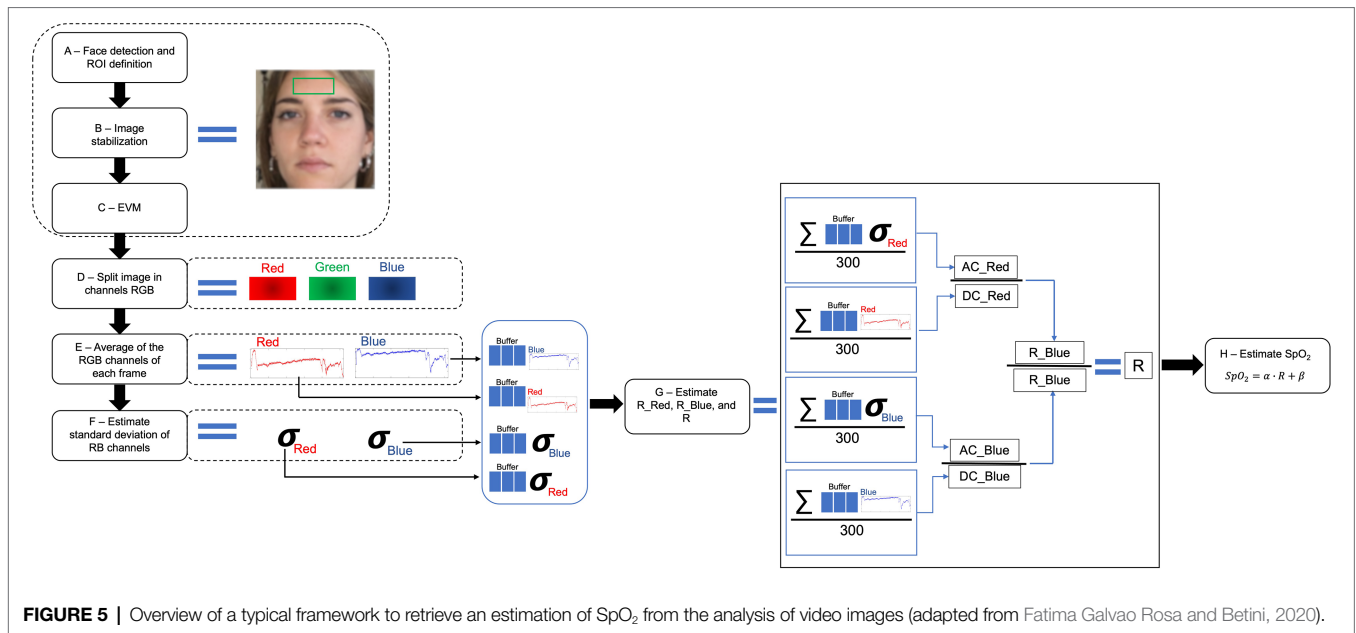 A – Face detection and
ROI definition
B – Image
stabilization
C – EVM
D – Split image in
channels RGB
Red
Green
Blue
E – Average of the
RGB channels of
each frame
Red
Blue
F – Estimate
standard deviation of
RB channels
σRed
σBlue
Buffer
Blue
Buffer
Red
Buffer
σBlue
Buffer
σRed
G – Estimate
R_Red, R_Blue, and
R
Buffer
∑ σRed
300
Buffer
Red
∑
300
Buffer
∑ σBlue
300
Buffer
Blue
∑
300
AC_Red
DC_Red
AC_Blue
DC_Blue
R_Blue
R_Blue
R
H – Estimate SpO₂
SpO₂ = α · R + β
FIGURE 5 | Overview of a typical framework to retrieve an estimation of SpO₂ from the analysis of video images (adapted from Fatima Galvao Rosa and Betini, 2020).